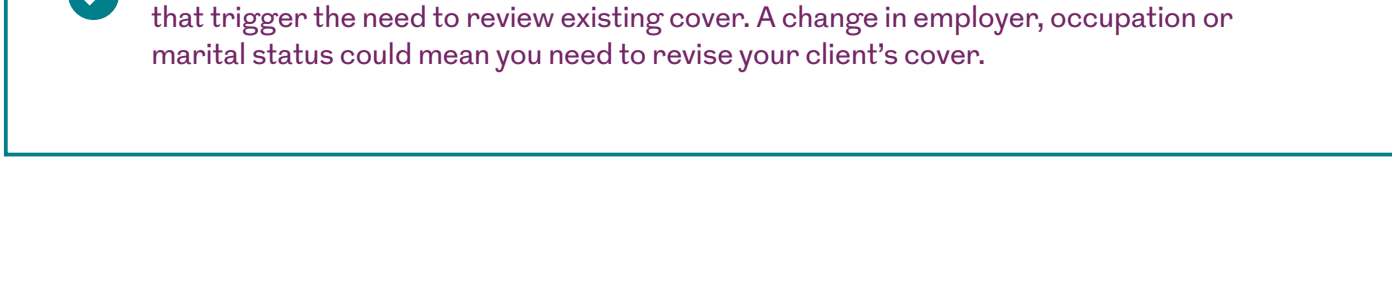 that trigger the need to review existing cover. A change in employer, occupation or
marital status could mean you need to revise your client’s cover.